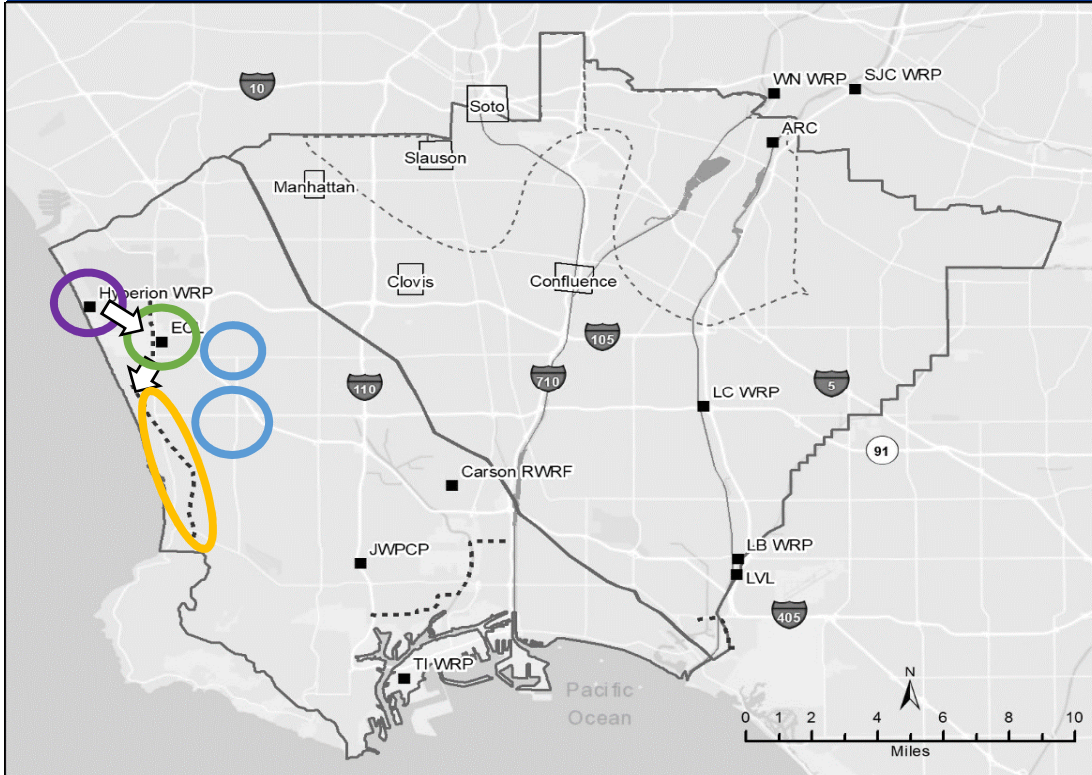 WN WRP
SJC WRP
10
Soto
ARC
Slauson
Manhattan
Clovis
Confluence
Hyperion WRP
105
710
110
5
LC WRP
91
Carson RWRF
JWPCP
LB WRP
LVL
405
TI WRP
Pacific
Ocean
N
0 2 4 6 8 10
Miles